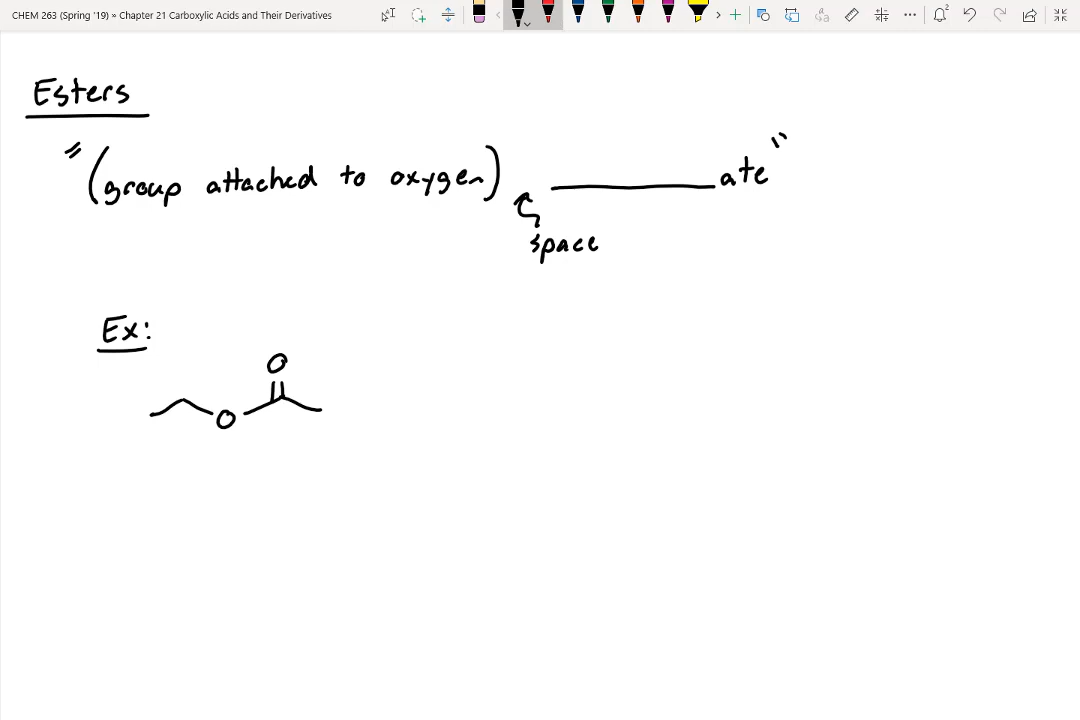 CHEM 263 (Spring '19) » Chapter 21 Carboxylic Acids and Their Derivatives
2
Esters
"(group attached to oxygen) ________ate"
space
Ex:
O
O